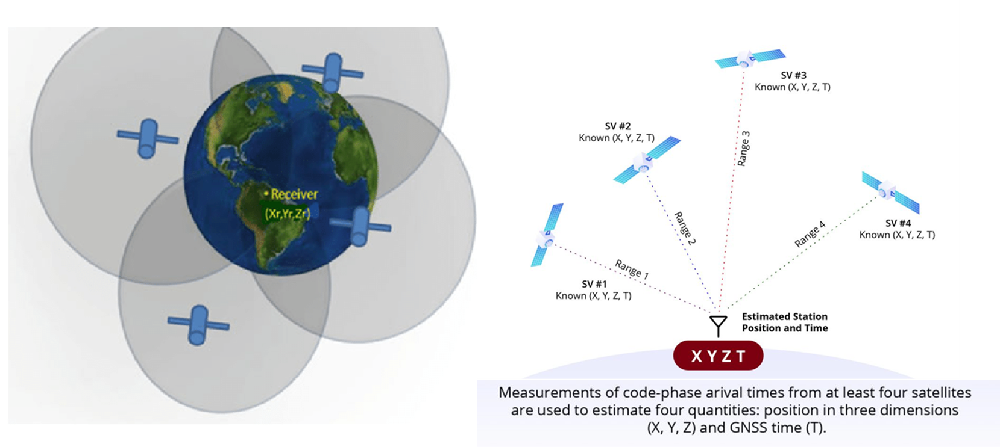 • Receiver
(Xr,Yr,Zr)
SV #3
Known (X, Y, Z, T)
SV #2
Known (X, Y, Z, T)
Range 3
SV #4
Known (X, Y, Z, T)
Range 2
Range 4
Range 1
SV #1
Known (X, Y, Z, T)
Estimated Station
Position and Time
X Y Z T
Measurements of code-phase arival times from at least four satellites
are used to estimate four quantities: position in three dimensions
(X, Y, Z) and GNSS time (T).